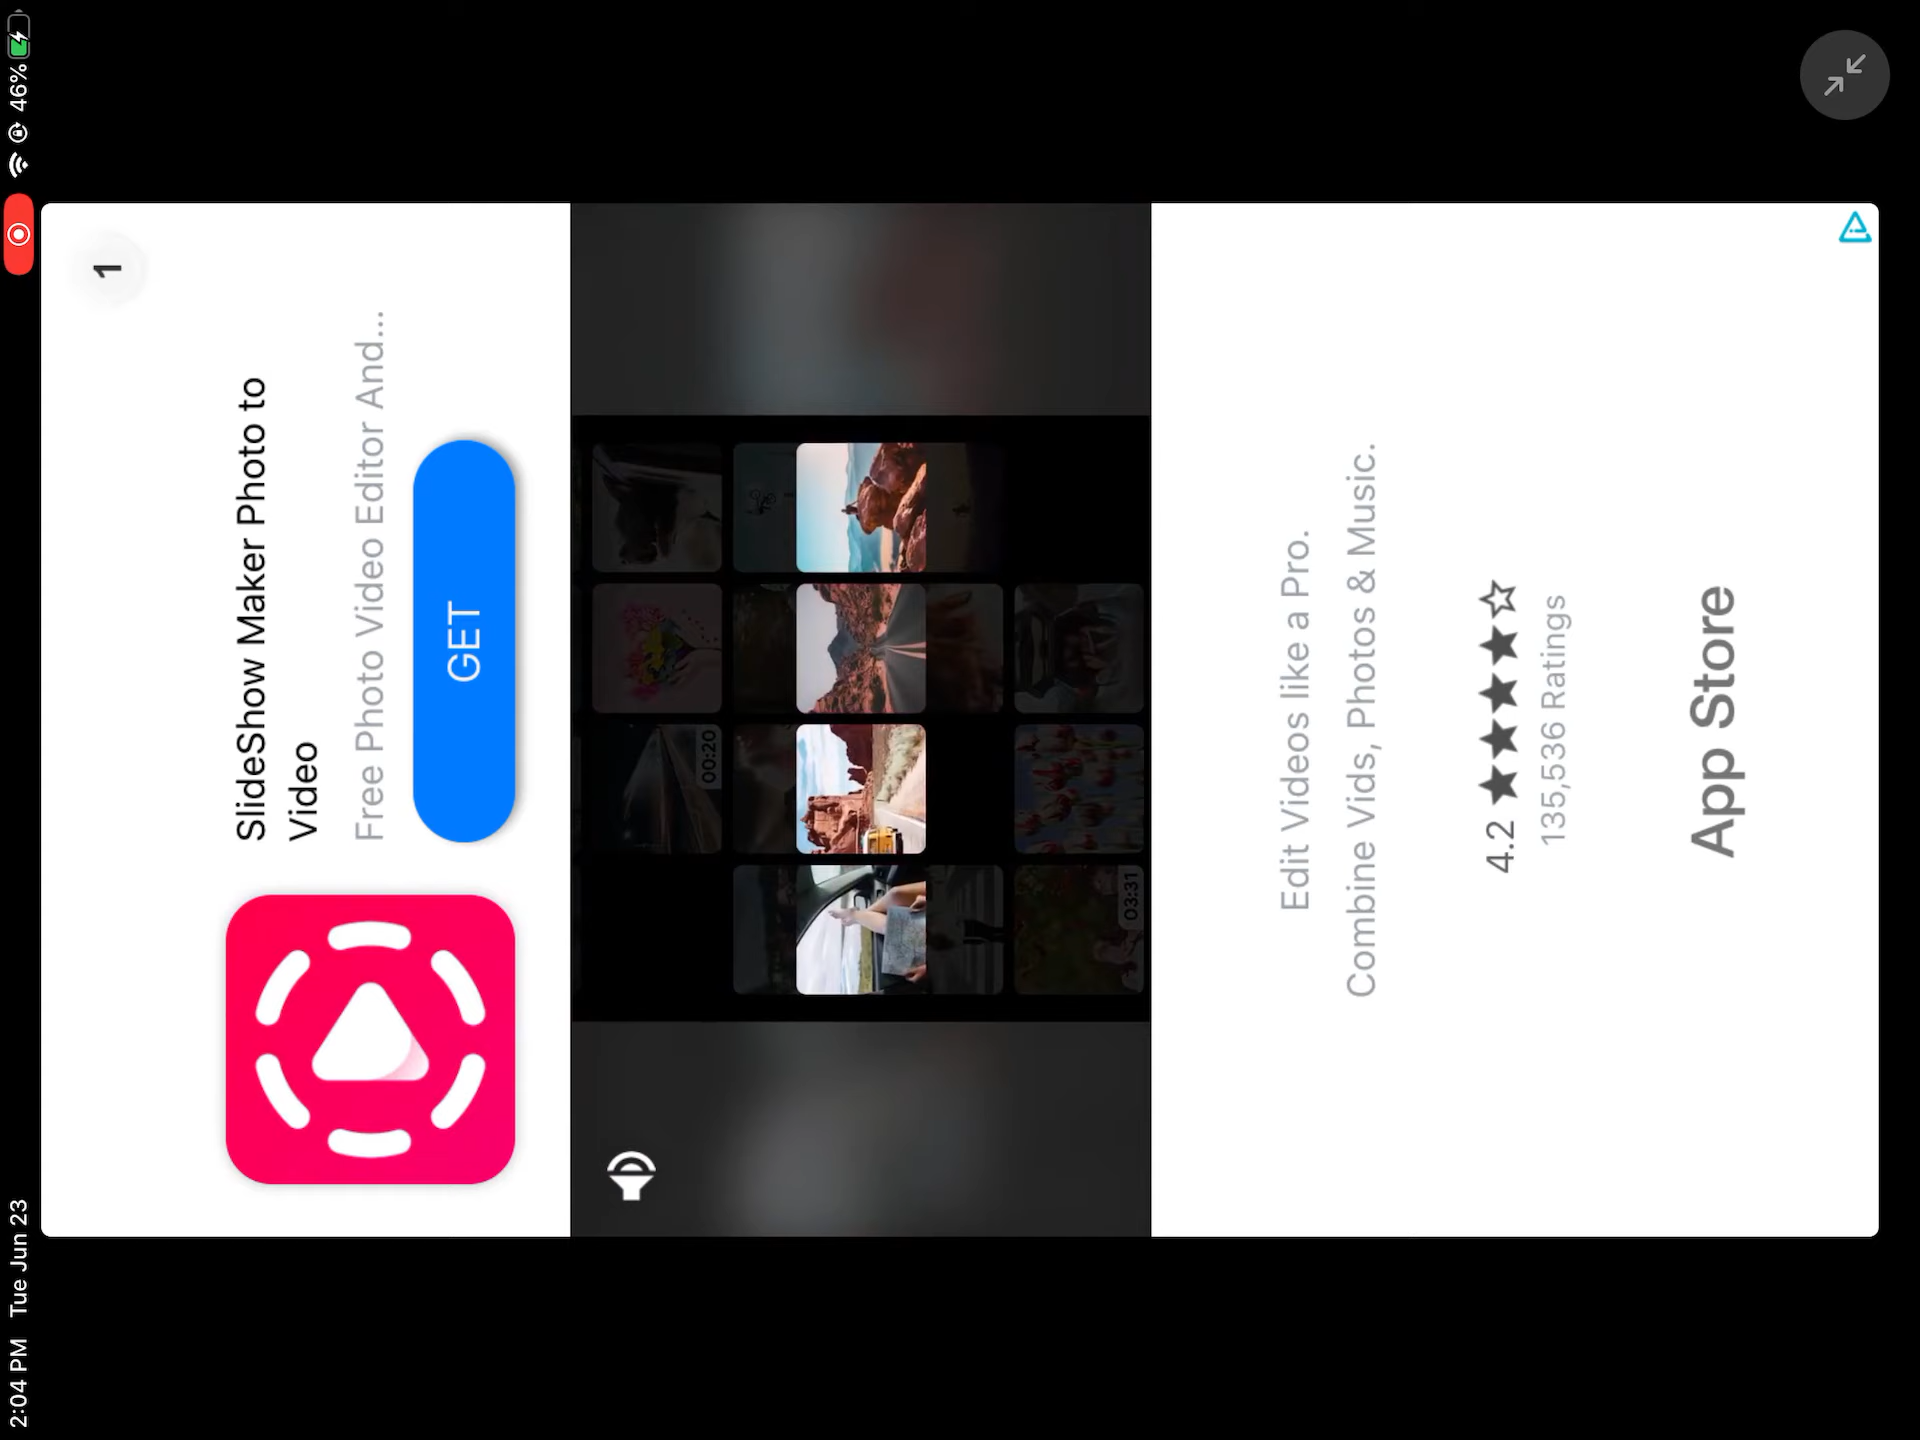 2:04 PM Tue Jun 23
46%
1
SlideShow Maker Photo to
Video
Free Photo Video Editor And...
GET
00:20
03:31
Edit Videos like a Pro.
Combine Vids, Photos & Music.
4.2
135,536 Ratings
App Store